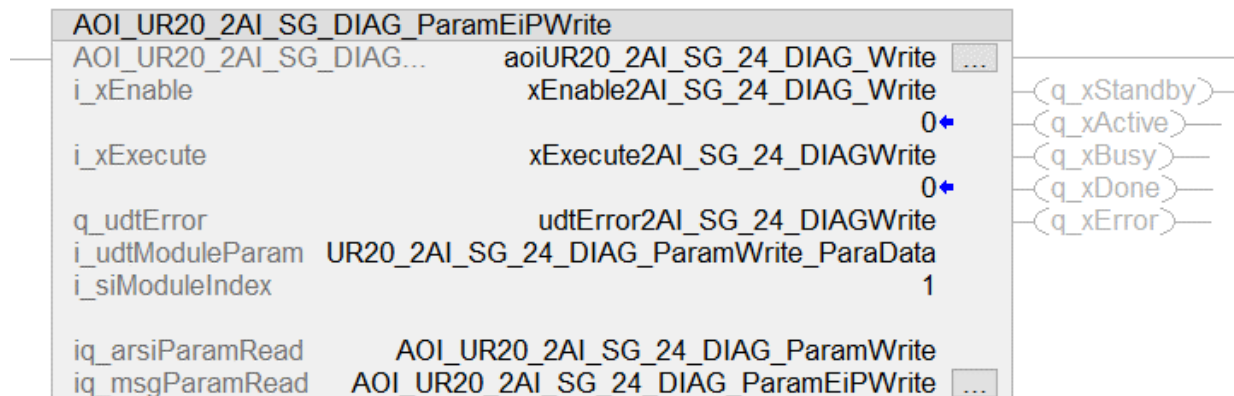 AOI_UR20_2AI_SG_DIAG_ParamEiPWrite
AOI_UR20_2AI_SG_DIAG... aoiUR20_2AI_SG_24_DIAG_Write ...
i_xEnable xEnable2AI_SG_24_DIAG_Write (q_xStandby)
0 (q_xActive)
i_xExecute xExecute2AI_SG_24_DIAGWrite (q_xBusy)
0 (q_xDone)
q_udtError udtError2AI_SG_24_DIAGWrite (q_xError)
i_udtModuleParam UR20_2AI_SG_24_DIAG_ParamWrite_ParaData
i_siModuleIndex 1
iq_arsiParamRead AOI_UR20_2AI_SG_24_DIAG_ParamWrite
iq_msgParamRead AOI_UR20_2AI_SG_24_DIAG_ParamEiPWrite ...